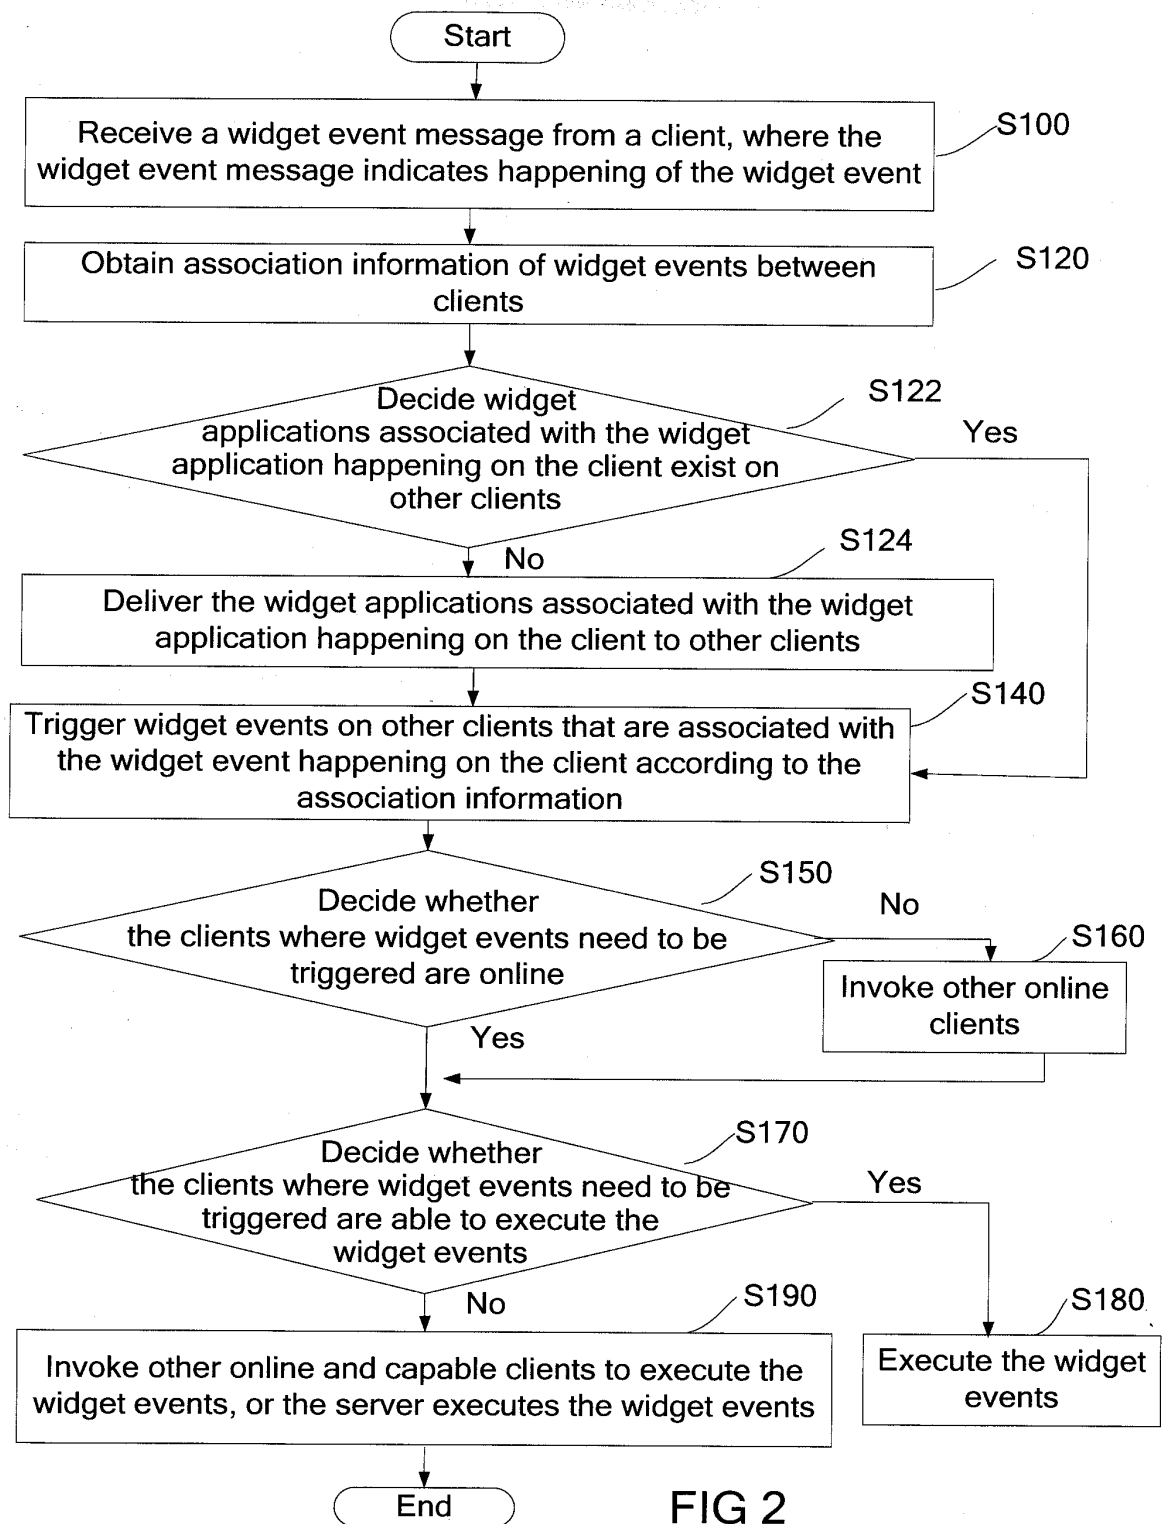 Start
Receive a widget event message from a client, where the
widget event message indicates happening of the widget event
S100
Obtain association information of widget events between
clients
S120
Decide widget
applications associated with the widget
application happening on the client exist on
other clients
S122
Yes
No
S124
Deliver the widget applications associated with the widget
application happening on the client to other clients
S140
Trigger widget events on other clients that are associated with
the widget event happening on the client according to the
association information
S150
Decide whether
the clients where widget events need to be
triggered are online
No
S160
Invoke other online
clients
Yes
S170
Decide whether
the clients where widget events need to be
triggered are able to execute the
widget events
Yes
No
S190
S180
Invoke other online and capable clients to execute the
widget events, or the server executes the widget events
Execute the widget
events
End
FIG 2